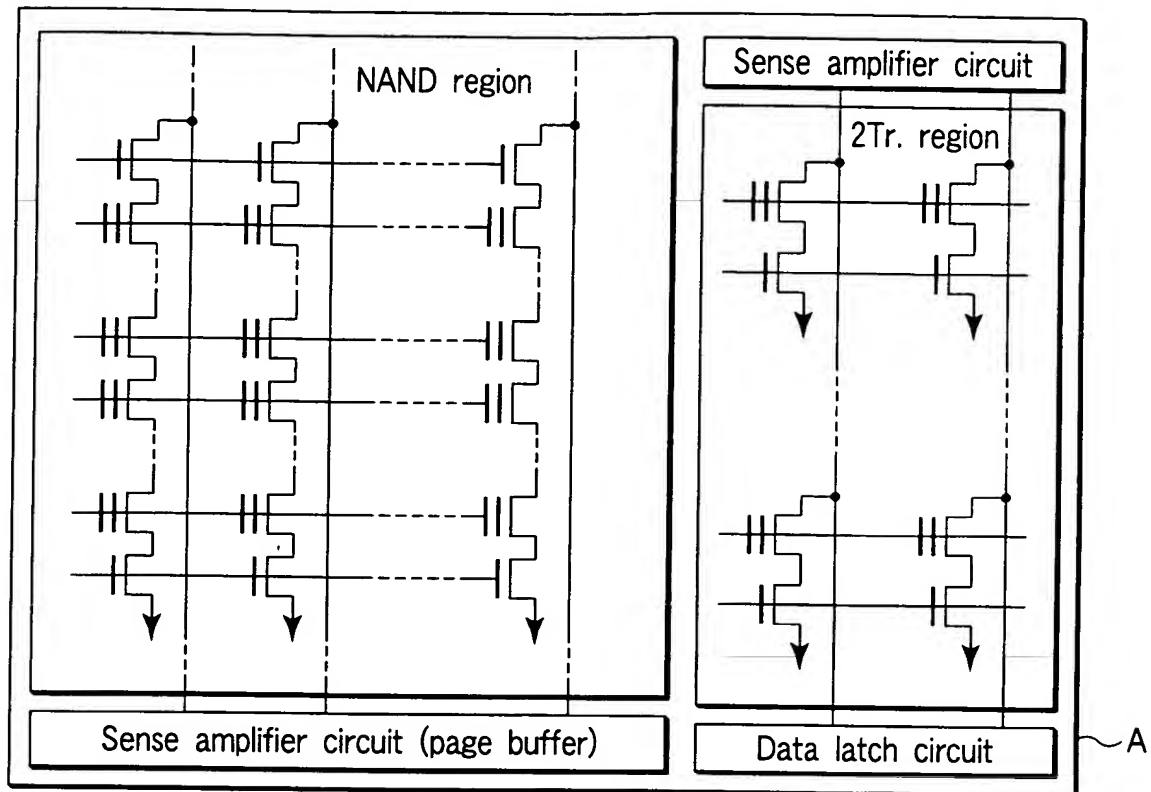 NAND region
Sense amplifier circuit
2Tr. region
Sense amplifier circuit (page buffer)
Data latch circuit
A